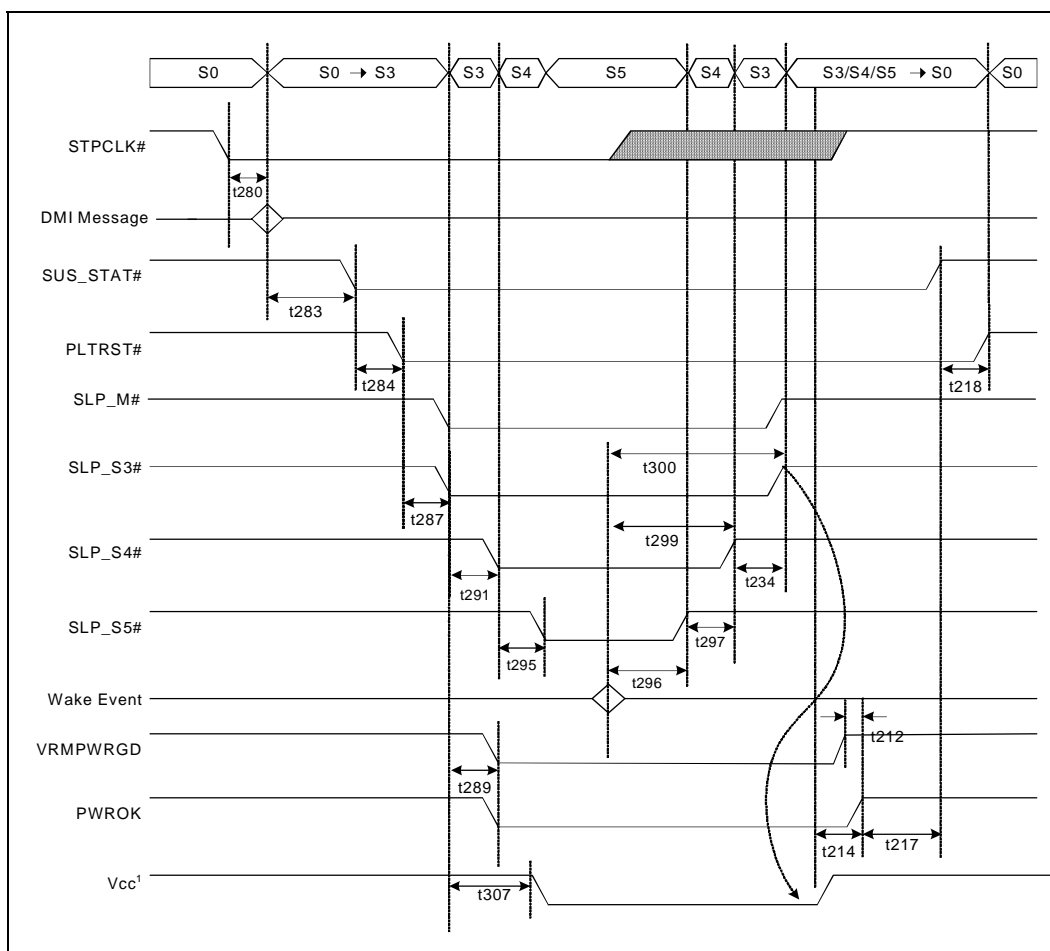 S0
S0 → S3
S3
S4
S5
S4
S3
S3/S4/S5 → S0
S0
STPCLK#
t280
DMI Message
SUS_STAT#
t283
PLTRST#
t284
t218
SLP_M#
t300
SLP_S3#
t287
t299
SLP_S4#
t291
t234
SLP_S5#
t295
t297
t296
Wake Event
t212
VRMPWRGD
t289
PWROK
t214
t217
Vcc¹
t307